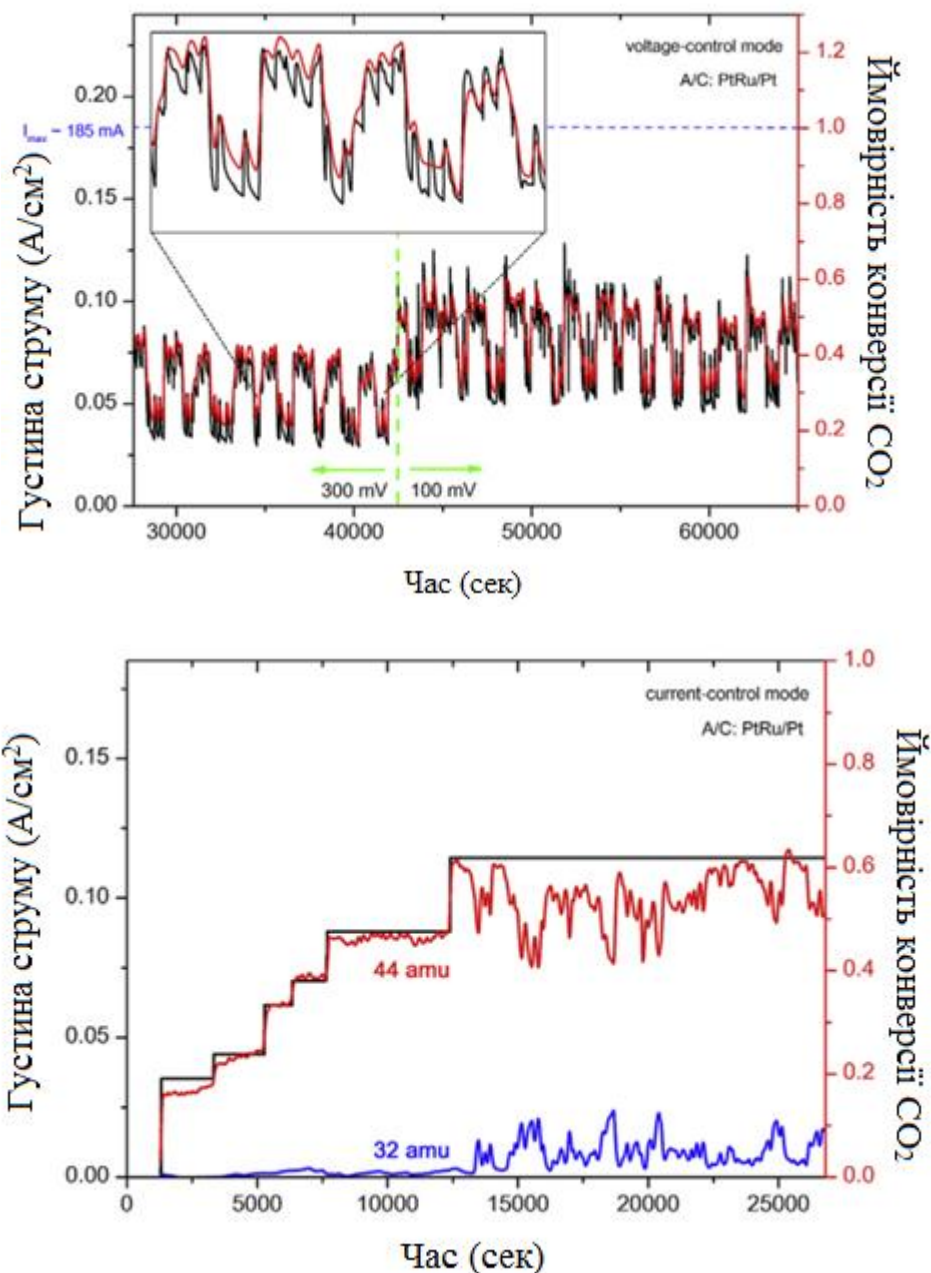 voltage-control mode
A/C: PtRu/Pt
Imax – 185 mA
Густина струму (А/см²)
0.20
0.15
0.10
0.05
0.00
Ймовірність конверсії CO₂
1.2
1.0
0.8
0.6
0.4
0.2
0.0
300 mV 100 mV
30000 40000 50000 60000
Час (сек)
current-control mode
A/C: PtRu/Pt
Густина струму (А/см²)
0.15
0.10
0.05
0.00
Ймовірність конверсії CO₂
1.0
0.8
0.6
0.4
0.2
0.0
44 amu
32 amu
0 5000 10000 15000 20000 25000
Час (сек)